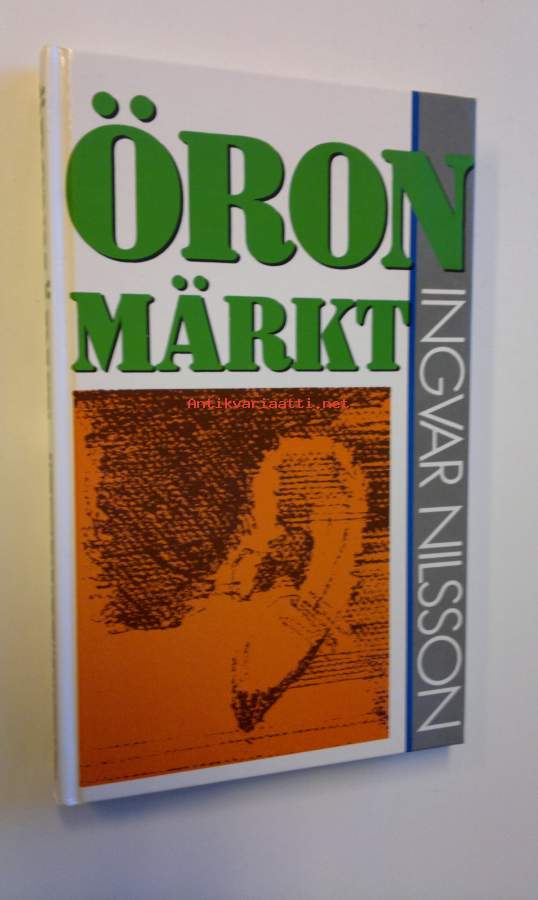 ÖRON
MÄRKT
INGVAR NILSSON
Antikvariaatti.net